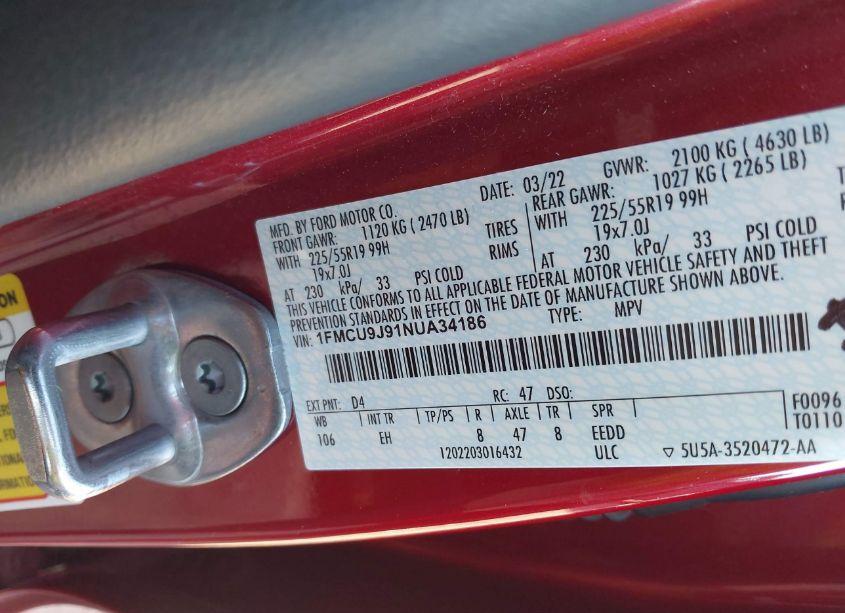 MFD. BY FORD MOTOR CO.
DATE: 03/22
GVWR: 2100 KG ( 4630 LB)
FRONT GAWR: 1120 KG ( 2470 LB)
REAR GAWR: 1027 KG ( 2265 LB)
WITH 225/55R19 99H TIRES WITH 225/55R19 99H
19x7.0J RIMS 19x7.0J
AT 230 kPa/ 33 PSI COLD AT 230 kPa/ 33 PSI COLD
THIS VEHICLE CONFORMS TO ALL APPLICABLE FEDERAL MOTOR VEHICLE SAFETY AND THEFT
PREVENTION STANDARDS IN EFFECT ON THE DATE OF MANUFACTURE SHOWN ABOVE.
VIN: 1FMCU9J91NUA34186 TYPE: MPV
EXT PNT: D4 RC: 47 DSO:
WB INT TR TP/PS R AXLE TR SPR
106 EH 8 47 8 EEDD
1202203016432 ULC ▽ 5U5A-3520472-AA
F0096
T0110